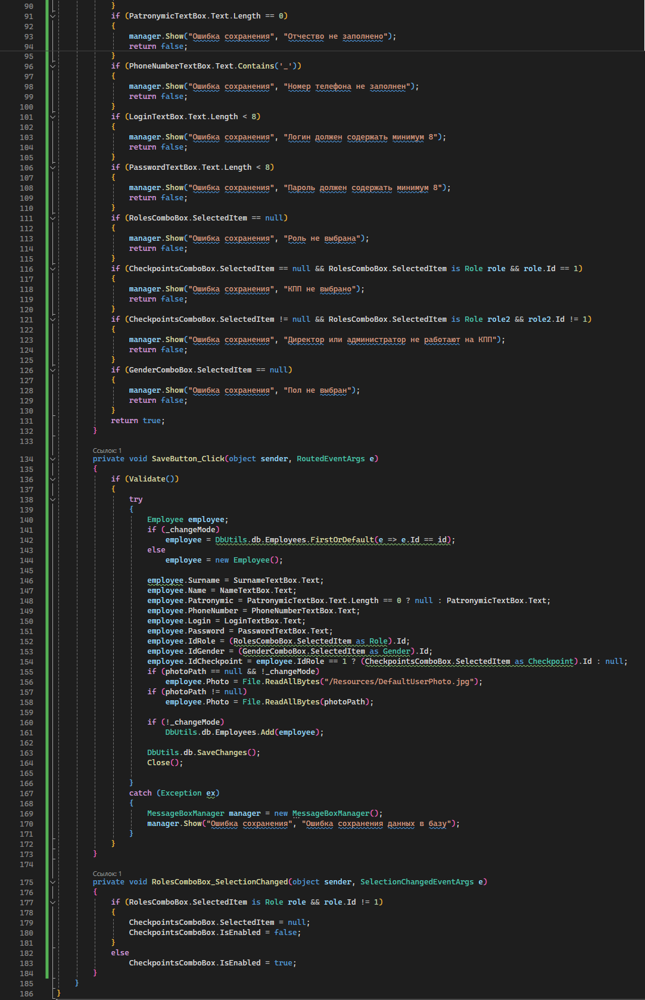 90 }
91 if (PatronymicTextBox.Text.Length == 0)
92 {
93 manager.Show("Ошибка сохранения", "Отчество не заполнено");
94 return false;
95 }
96 if (PhoneNumberTextBox.Text.Contains('_'))
97 {
98 manager.Show("Ошибка сохранения", "Номер телефона не заполнен");
99 return false;
100 }
101 if (LoginTextBox.Text.Length < 8)
102 {
103 manager.Show("Ошибка сохранения", "Логин должен содержать минимум 8");
104 return false;
105 }
106 if (PasswordTextBox.Text.Length < 8)
107 {
108 manager.Show("Ошибка сохранения", "Пароль должен содержать минимум 8");
109 return false;
110 }
111 if (RolesComboBox.SelectedItem == null)
112 {
113 manager.Show("Ошибка сохранения", "Роль не выбрана");
114 return false;
115 }
116 if (CheckpointsComboBox.SelectedItem == null && RolesComboBox.SelectedItem is Role role && role.Id == 1)
117 {
118 manager.Show("Ошибка сохранения", "КПП не выбрано");
119 return false;
120 }
121 if (CheckpointsComboBox.SelectedItem != null && RolesComboBox.SelectedItem is Role role2 && role2.Id != 1)
122 {
123 manager.Show("Ошибка сохранения", "Директор или администратор не работают на КПП");
124 return false;
125 }
126 if (GenderComboBox.SelectedItem == null)
127 {
128 manager.Show("Ошибка сохранения", "Пол не выбран");
129 return false;
130 }
131 return true;
132 }
133
Ссылок: 1
134 private void SaveButton_Click(object sender, RoutedEventArgs e)
135 {
136 if (Validate())
137 {
138 try
139 {
140 Employee employee;
141 if (_changeMode)
142 employee = DbUtils.db.Employees.FirstOrDefault(e => e.Id == id);
143 else
144 employee = new Employee();
145
146 employee.Surname = SurnameTextBox.Text;
147 employee.Name = NameTextBox.Text;
148 employee.Patronymic = PatronymicTextBox.Text.Length == 0 ? null : PatronymicTextBox.Text;
149 employee.PhoneNumber = PhoneNumberTextBox.Text;
150 employee.Login = LoginTextBox.Text;
151 employee.Password = PasswordTextBox.Text;
152 employee.IdRole = (RolesComboBox.SelectedItem as Role).Id;
153 employee.IdGender = (GenderComboBox.SelectedItem as Gender).Id;
154 employee.IdCheckpoint = employee.IdRole == 1 ? (CheckpointsComboBox.SelectedItem as Checkpoint).Id : null;
155 if (photoPath == null && !_changeMode)
156 employee.Photo = File.ReadAllBytes("/Resources/DefaultUserPhoto.jpg");
157 if (photoPath != null)
158 employee.Photo = File.ReadAllBytes(photoPath);
159
160 if (!_changeMode)
161 DbUtils.db.Employees.Add(employee);
162
163 DbUtils.db.SaveChanges();
164 Close();
165
166 }
167 catch (Exception ex)
168 {
169 MessageBoxManager manager = new MessageBoxManager();
170 manager.Show("Ошибка сохранения", "Ошибка сохранения данных в базу");
171 }
172 }
173 }
174
Ссылок: 1
175 private void RolesComboBox_SelectionChanged(object sender, SelectionChangedEventArgs e)
176 {
177 if (RolesComboBox.SelectedItem is Role role && role.Id != 1)
178 {
179 CheckpointsComboBox.SelectedItem = null;
180 CheckpointsComboBox.IsEnabled = false;
181 }
182 else
183 CheckpointsComboBox.IsEnabled = true;
184 }
185 }
186 }